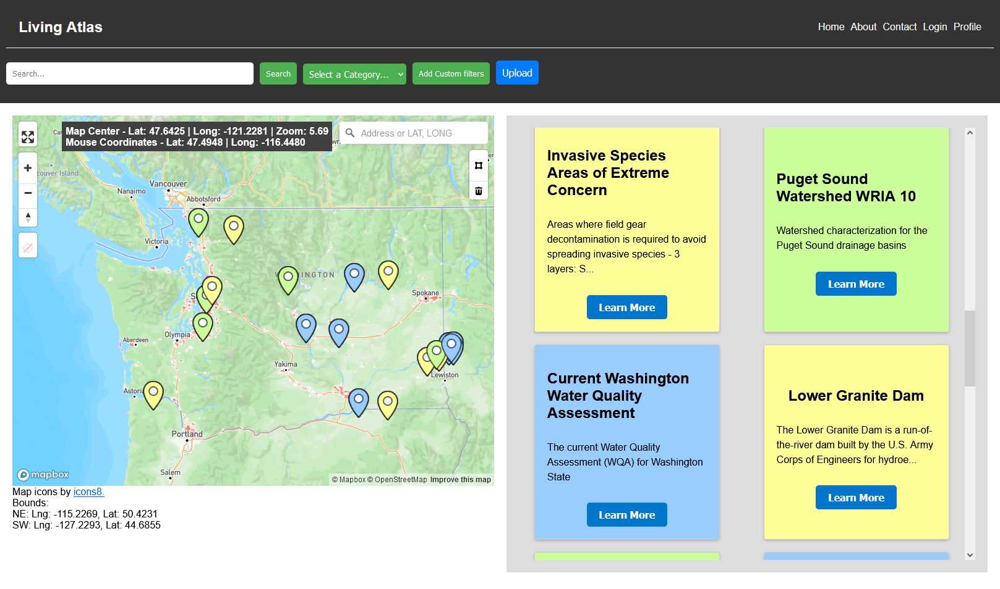 Living Atlas
Home About Contact Login Profile
Search...
Search
Select a Category...
Add Custom filters
Upload
Map Center - Lat: 47.6425 | Long: -121.2281 | Zoom: 5.69
Mouse Coordinates - Lat: 47.4948 | Long: -116.4480
Address or LAT, LONG
Vancouver
Nanaimo
Abbotsford
Victoria
Spokane
Olympia
Aberdeen
Yakima
Lewiston
Portland
Salem
mapbox
© Mapbox © OpenStreetMap Improve this map
Map icons by icons8.
Bounds:
NE: Lng: -115.2269, Lat: 50.4231
SW: Lng: -127.2293, Lat: 44.6855
Invasive Species
Areas of Extreme
Concern
Areas where field gear
decontamination is required to avoid
spreading invasive species - 3
layers: S...
Learn More
Puget Sound
Watershed WRIA 10
Watershed characterization for the
Puget Sound drainage basins
Learn More
Current Washington
Water Quality
Assessment
The current Water Quality
Assessment (WQA) for Washington
State
Learn More
Lower Granite Dam
The Lower Granite Dam is a run-of-
the-river dam built by the U.S. Army
Corps of Engineers for hydroe...
Learn More